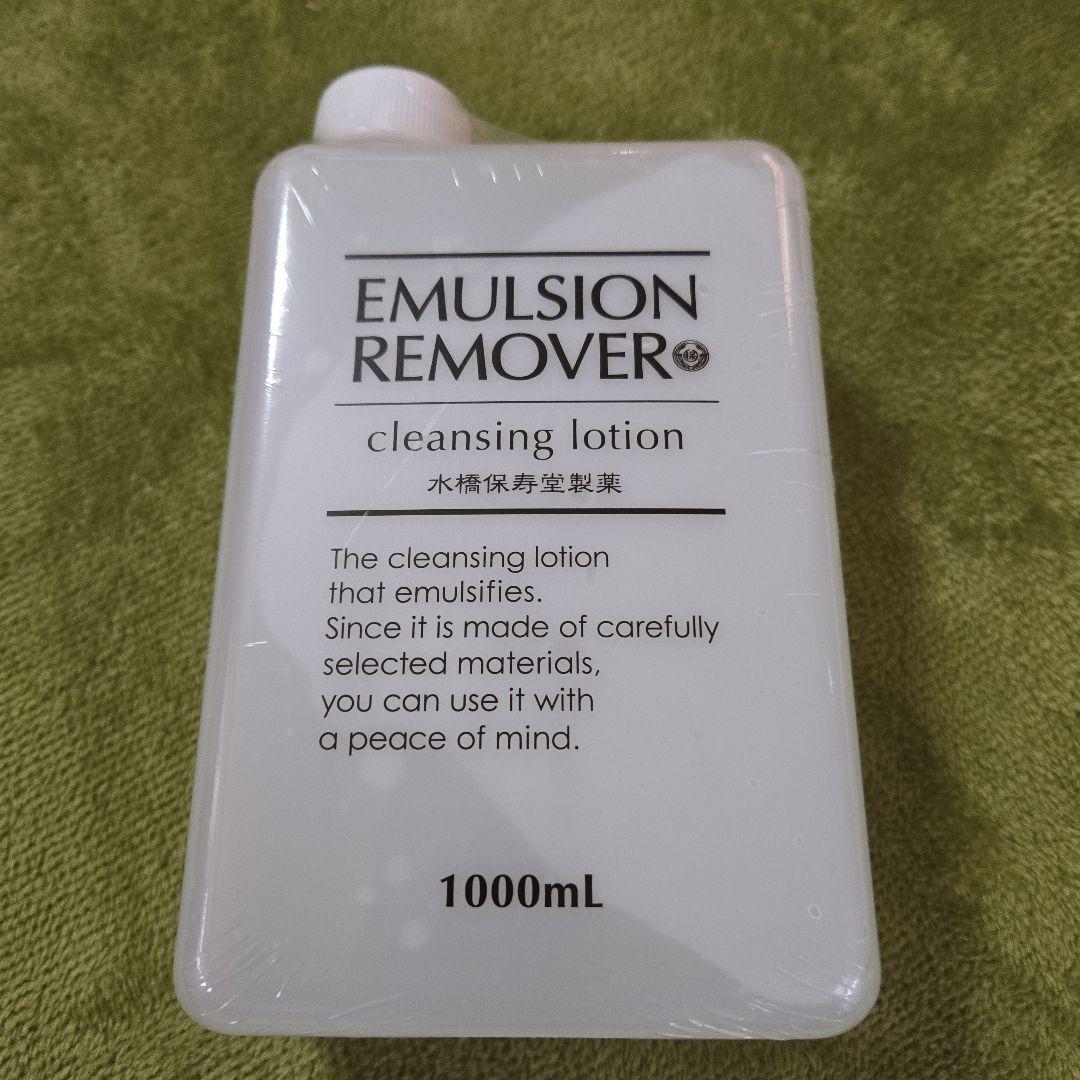 EMULSION
REMOVER
cleansing lotion
水橋保寿堂製薬
The cleansing lotion
that emulsifies.
Since it is made of carefully
selected materials,
you can use it with
a peace of mind.
1000mL